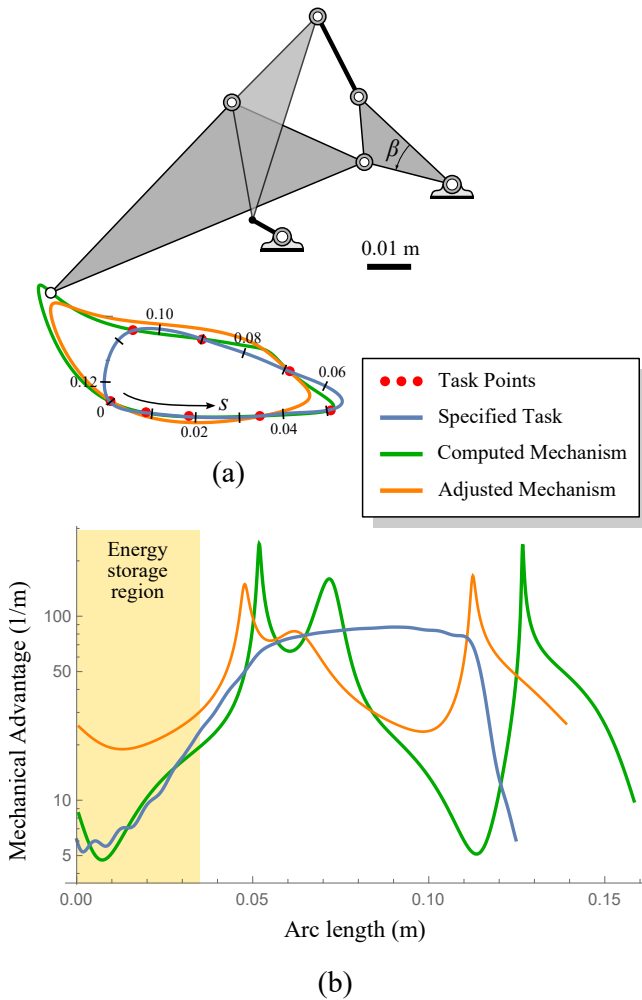 β
0.01 m
0.10
0.08
0.06
0.12
0
s
0.02
0.04
(a)
Task Points
Specified Task
Computed Mechanism
Adjusted Mechanism
Energy
storage
region
Mechanical Advantage (1/m)
100
50
10
5
0.00
0.05
0.10
0.15
Arc length (m)
(b)